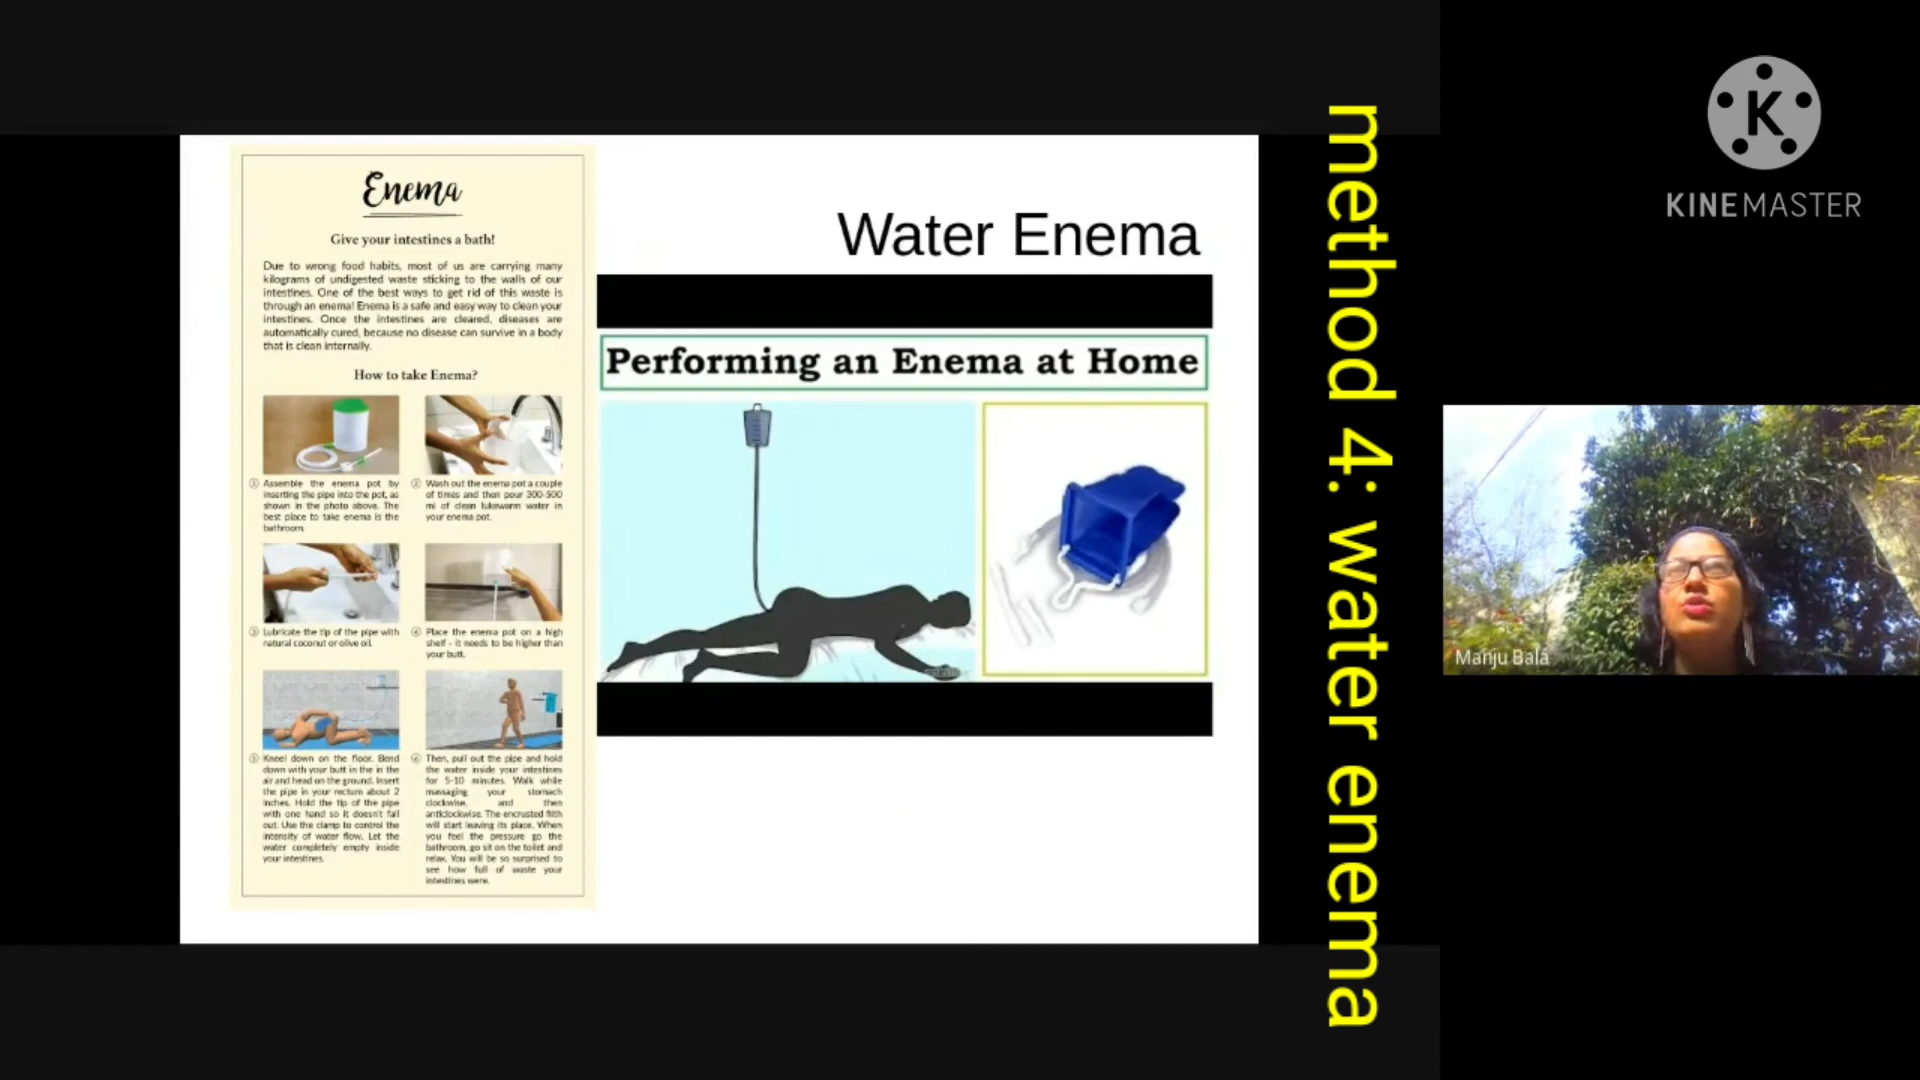 Enema
Give your intestines a bath!
Due to wrong food habits, most of us are carrying many
kilograms of undigested waste sticking to the walls of our
intestines. One of the best ways to get rid of this waste is
through an enema! Enema is a safe and easy way to clean your
intestines. Once the intestines are cleared, diseases are
automatically cured, because no disease can survive in a body
that is clean internally.
How to take Enema?
① Assemble the enema pot by
inserting the pipe into the pot, as
shown in the photo above. The
best place to take enema is the
bathroom.
② Wash out the enema pot a couple
of times and then pour 300-500
ml of clean lukewarm water in
your enema pot.
③ Lubricate the tip of the pipe with
natural coconut or olive oil.
④ Place the enema pot on a high
shelf - it needs to be higher than
your butt.
⑤ Kneel down on the floor. Bend
down with your butt in the in the
air and head on the ground. Insert
the pipe in your rectum about 2
inches. Hold the tip of the pipe
with one hand so it doesn't fall
out. Use the clamp to control the
intensity of water flow. Let the
water completely empty inside
your intestines.
⑥ Then, pull out the pipe and hold
the water inside your intestines
for 5-10 minutes. Walk while
massaging your stomach
clockwise, and then
anticlockwise. The encrusted filth
will start leaving its place. When
you feel the pressure go the
bathroom, go sit on the toilet and
relax. You will be so surprised to
see how full of waste your
intestines were.
Water Enema
Performing an Enema at Home
method 4: water enema
K
KINEMASTER
Manju Bala